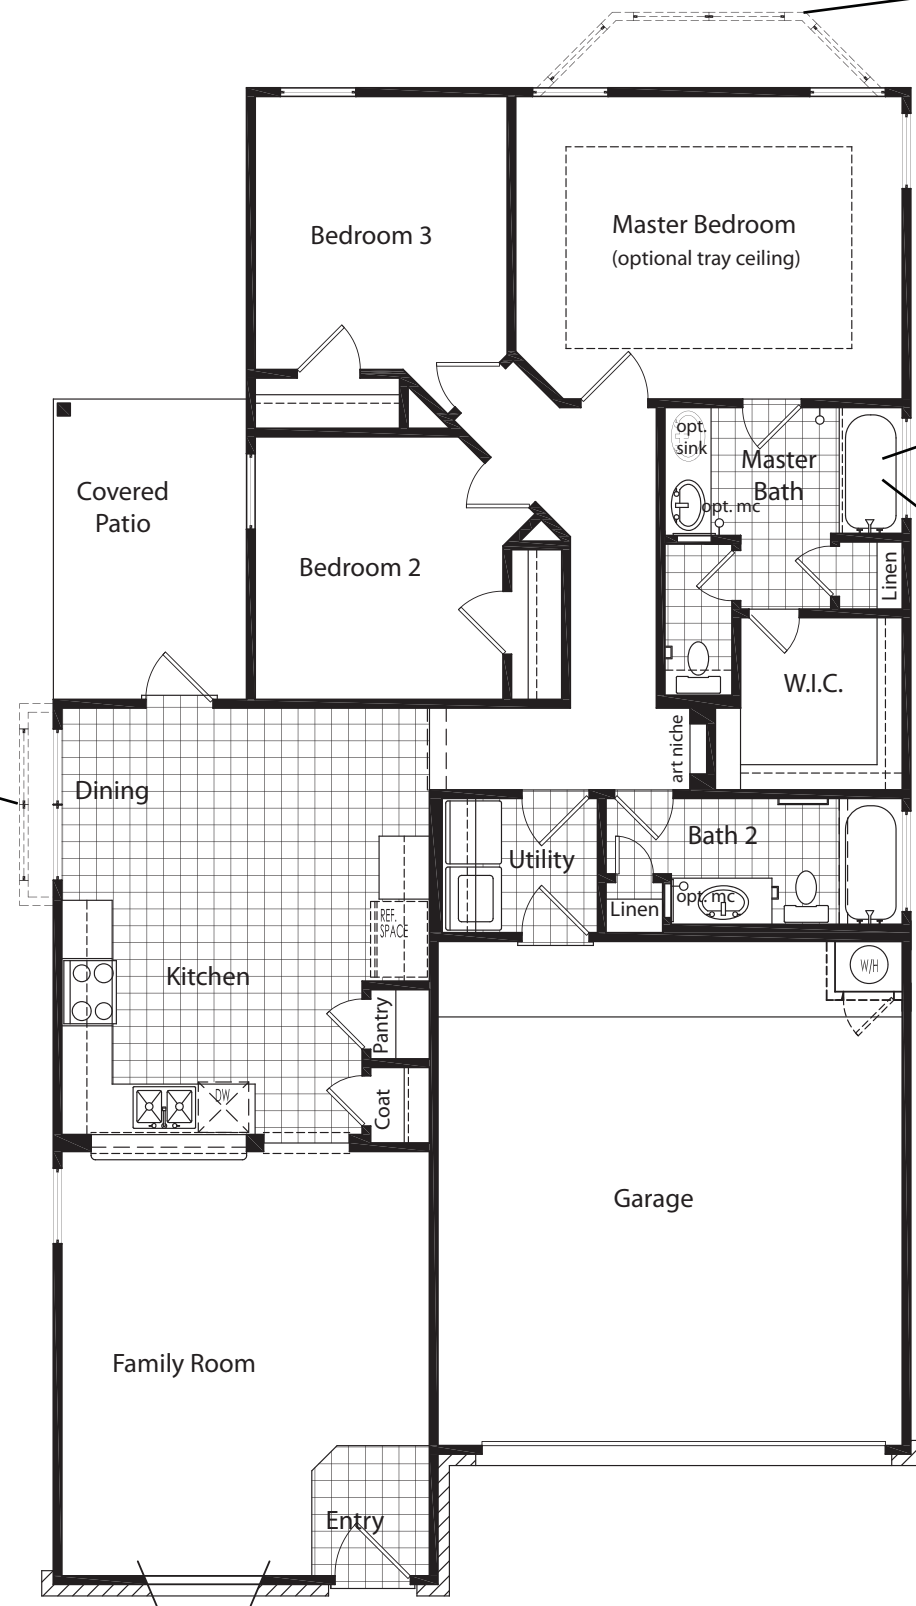 Bedroom 3
Master Bedroom
(optional tray ceiling)
opt.
sink
Master
Bath
opt. mc
Covered
Patio
Bedroom 2
Linen
W.I.C.
art niche
Dining
Utility
Bath 2
opt. mc
Linen
REF.
SPACE
Kitchen
W/H
Pantry
Coat
DW
Garage
Family Room
Entry